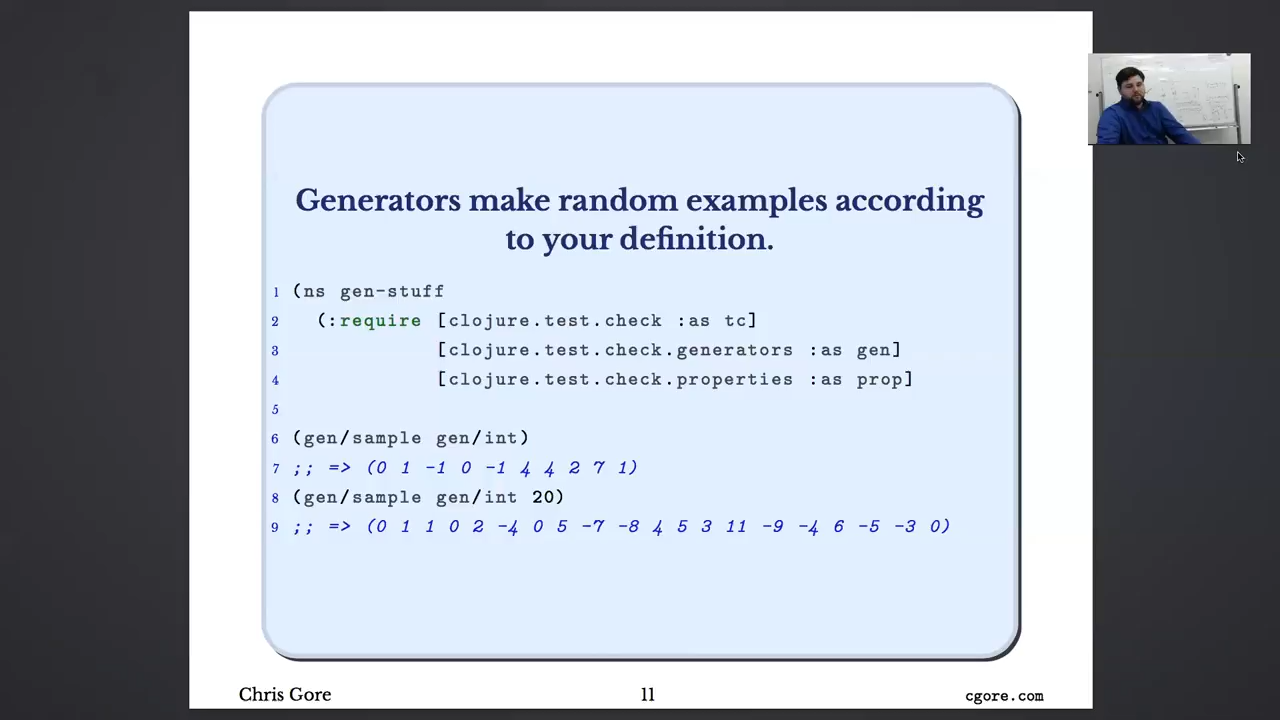 Generators make random examples according
to your definition.
1 (ns gen-stuff
2 (:require [clojure.test.check :as tc]
3 [clojure.test.check.generators :as gen]
4 [clojure.test.check.properties :as prop]
5
6 (gen/sample gen/int)
7 ;; => (0 1 -1 0 -1 4 4 2 7 1)
8 (gen/sample gen/int 20)
9 ;; => (0 1 1 0 2 -4 0 5 -7 -8 4 5 3 11 -9 -4 6 -5 -3 0)
Chris Gore 11 cgore.com